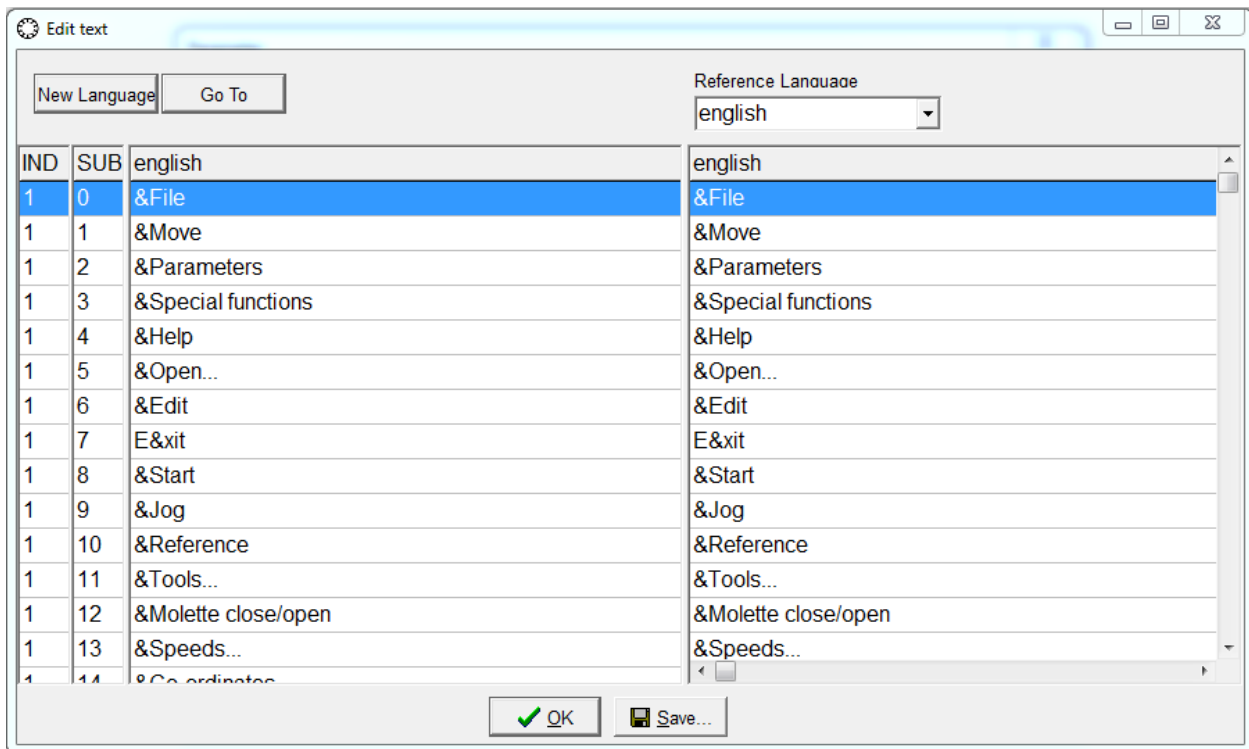 Edit text
New Language Go To
Reference Language
english
IND SUB english english
1 0 &File &File
1 1 &Move &Move
1 2 &Parameters &Parameters
1 3 &Special functions &Special functions
1 4 &Help &Help
1 5 &Open... &Open...
1 6 &Edit &Edit
1 7 E&xit E&xit
1 8 &Start &Start
1 9 &Jog &Jog
1 10 &Reference &Reference
1 11 &Tools... &Tools...
1 12 &Molette close/open &Molette close/open
1 13 &Speeds... &Speeds...
1 14 &Co-ordinates
OK Save...